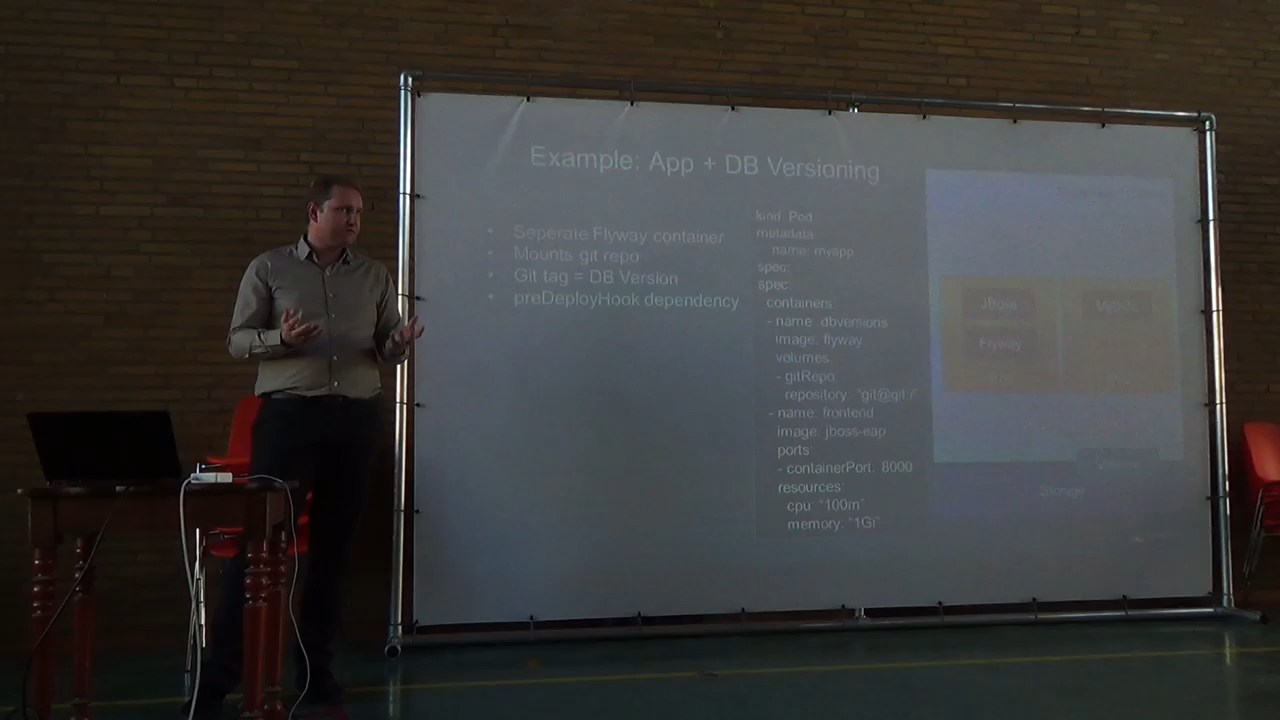 Example: App + DB Versioning
• Seperate Flyway container
• Mounts git repo
• Git tag = DB Version
• preDeployHook dependency
kind: Pod
metadata:
name: myapp
spec:
spec:
containers:
- name: dbversions
image: flyway
volumes:
- gitRepo:
repository: "git@git:/"
- name: frontend
image: jboss-eap
ports:
- containerPort: 8000
resources:
cpu: "100m"
memory: "1Gi"
JBoss
Flyway
Storage